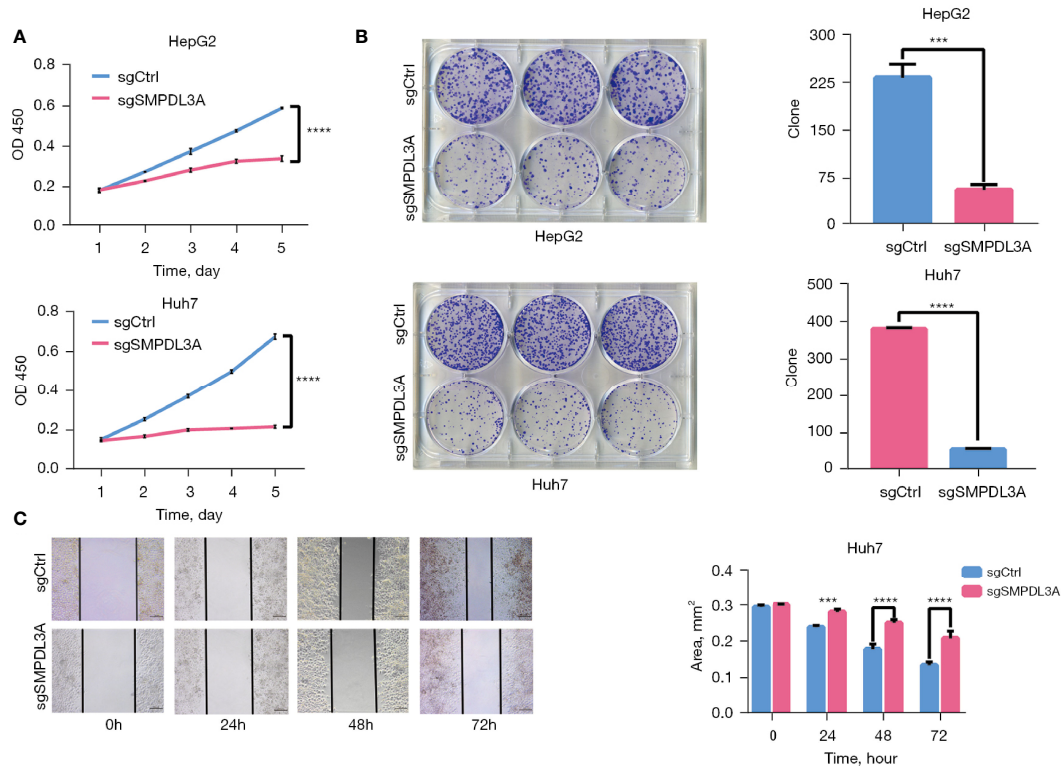 A
HepG2
0.8
0.6
0.4
0.2
0.0
OD 450
sgCtrl
sgSMPDL3A
****
1 2 3 4 5
Time, day
Huh7
0.8
0.6
0.4
0.2
0.0
OD 450
sgCtrl
sgSMPDL3A
****
1 2 3 4 5
Time, day
B
sgCtrl
sgSMPDL3A
HepG2
HepG2
300
225
150
75
0
Clone
***
sgCtrl sgSMPDL3A
sgCtrl
sgSMPDL3A
Huh7
Huh7
500
400
300
200
100
0
Clone
****
sgCtrl sgSMPDL3A
C
sgCtrl
sgSMPDL3A
0h 24h 48h 72h
Huh7
sgCtrl
sgSMPDL3A
0.4
0.3
0.2
0.1
0.0
Area, mm²
*** **** ****
0 24 48 72
Time, hour